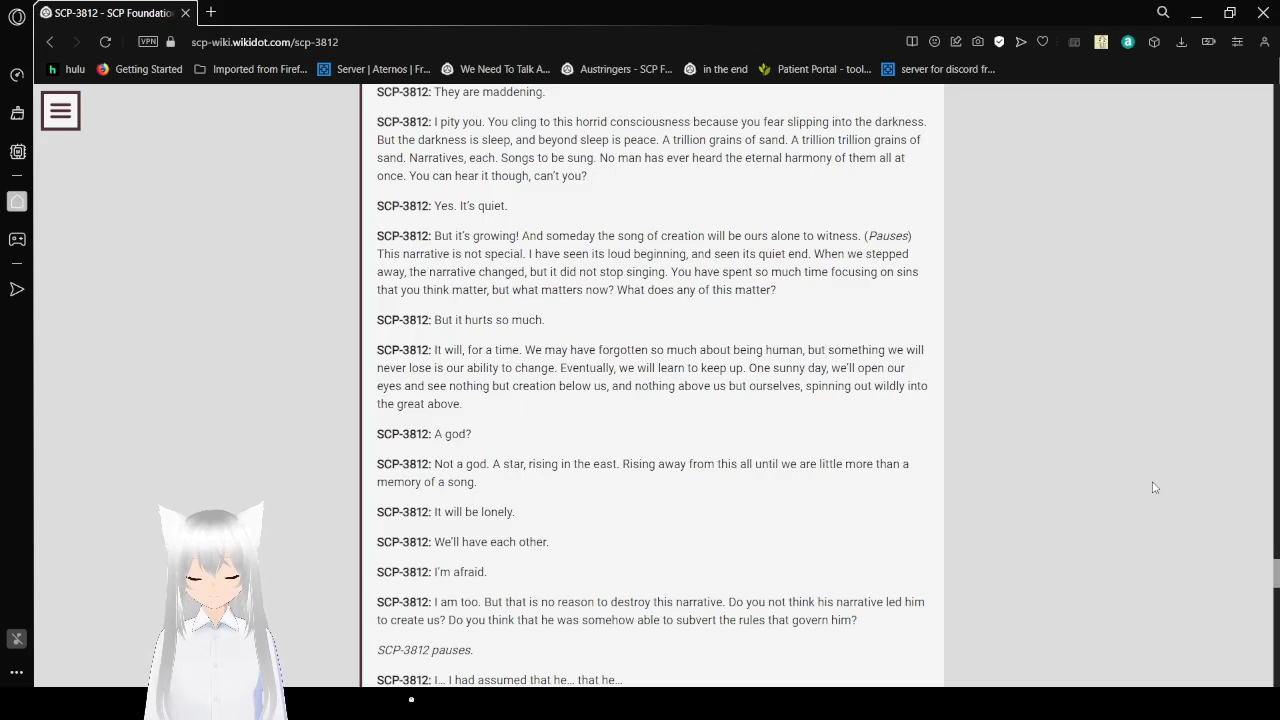 SCP-3812 - SCP Foundatio
scp-wiki.wikidot.com/scp-3812
VPN
hulu
Getting Started
Imported from Firef...
Server | Aternos | Fr...
We Need To Talk A...
Austringers - SCP F...
in the end
Patient Portal - tool...
server for discord fr...
SCP-3812: They are maddening.
SCP-3812: I pity you. You cling to this horrid consciousness because you fear slipping into the darkness.
But the darkness is sleep, and beyond sleep is peace. A trillion grains of sand. A trillion trillion grains of
sand. Narratives, each. Songs to be sung. No man has ever heard the eternal harmony of them all at
once. You can hear it though, can't you?
SCP-3812: Yes. It's quiet.
SCP-3812: But it's growing! And someday the song of creation will be ours alone to witness. (Pauses)
This narrative is not special. I have seen its loud beginning, and seen its quiet end. When we stepped
away, the narrative changed, but it did not stop singing. You have spent so much time focusing on sins
that you think matter, but what matters now? What does any of this matter?
SCP-3812: But it hurts so much.
SCP-3812: It will, for a time. We may have forgotten so much about being human, but something we will
never lose is our ability to change. Eventually, we will learn to keep up. One sunny day, we'll open our
eyes and see nothing but creation below us, and nothing above us but ourselves, spinning out wildly into
the great above.
SCP-3812: A god?
SCP-3812: Not a god. A star, rising in the east. Rising away from this all until we are little more than a
memory of a song.
SCP-3812: It will be lonely.
SCP-3812: We'll have each other.
SCP-3812: I'm afraid.
SCP-3812: I am too. But that is no reason to destroy this narrative. Do you not think his narrative led him
to create us? Do you think that he was somehow able to subvert the rules that govern him?
SCP-3812 pauses.
SCP-3812: I... I had assumed that he... that he...